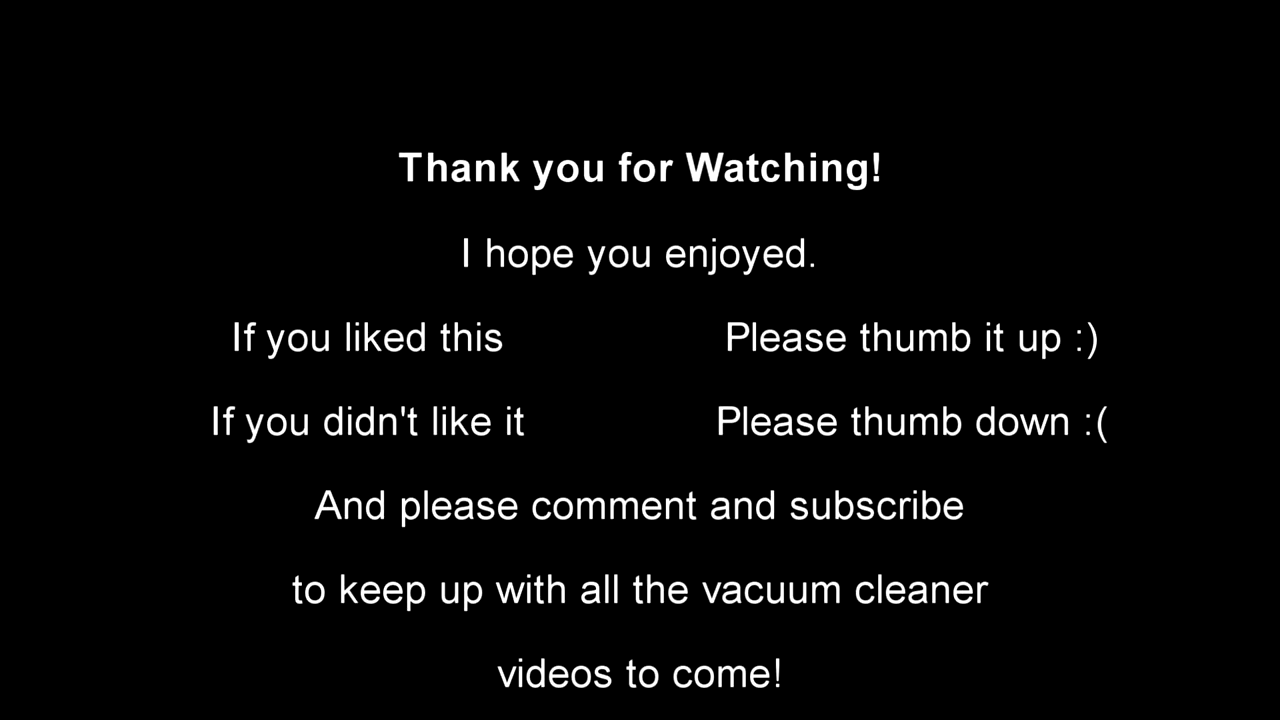 Thank you for Watching!
I hope you enjoyed.
If you liked this Please thumb it up :)
If you didn't like it Please thumb down :(
And please comment and subscribe
to keep up with all the vacuum cleaner
videos to come!